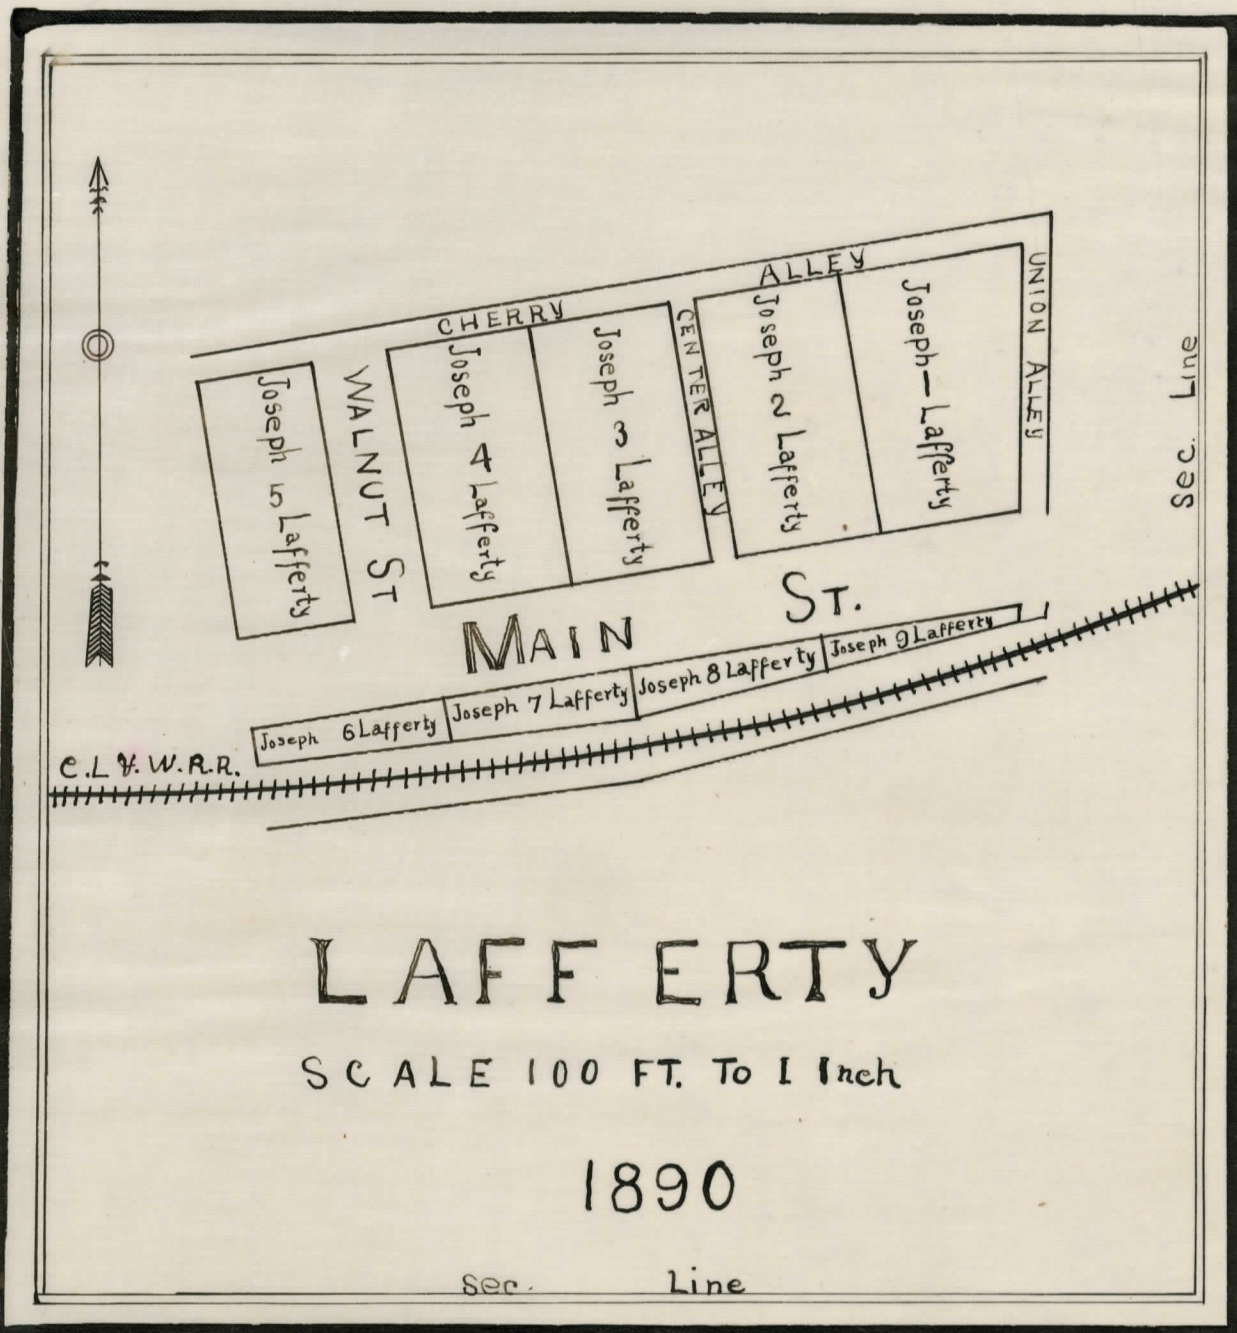 CHERRY ALLEY
UNION ALLEY
Sec. Line
Joseph 5 Lafferty
WALNUT ST
Joseph 4 Lafferty
Joseph 3 Lafferty
CENTER ALLEY
Joseph 2 Lafferty
Joseph 1 Lafferty
MAIN ST.
Joseph 6 Lafferty
Joseph 7 Lafferty
Joseph 8 Lafferty
Joseph 9 Lafferty
C.L. & W.R.R.
LAFFERTY
SCALE 100 FT. To 1 Inch
1890
Sec. Line